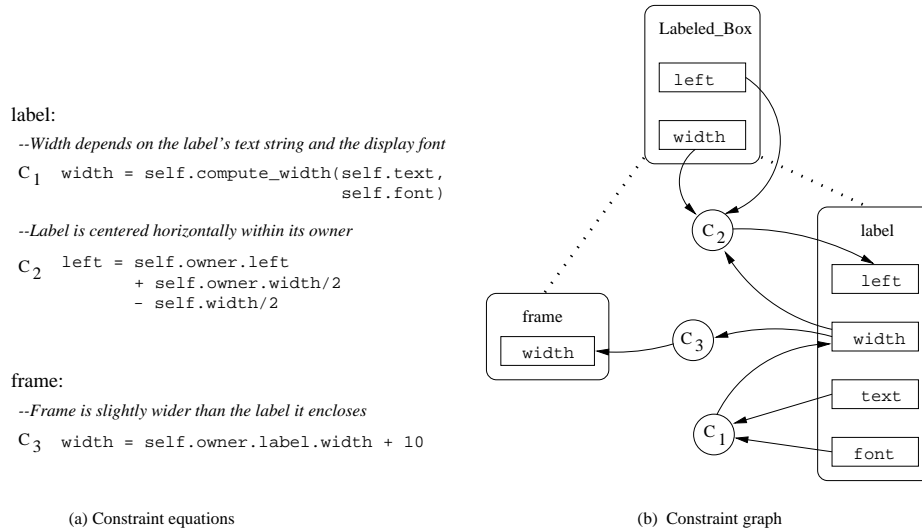 label:
--Width depends on the label's text string and the display font
C1 width = self.compute_width(self.text,
self.font)
--Label is centered horizontally within its owner
C2 left = self.owner.left
+ self.owner.width/2
- self.width/2
frame:
--Frame is slightly wider than the label it encloses
C3 width = self.owner.label.width + 10
(a) Constraint equations
Labeled_Box
left
width
C2
label
left
frame
width
C3
width
text
C1
font
(b) Constraint graph